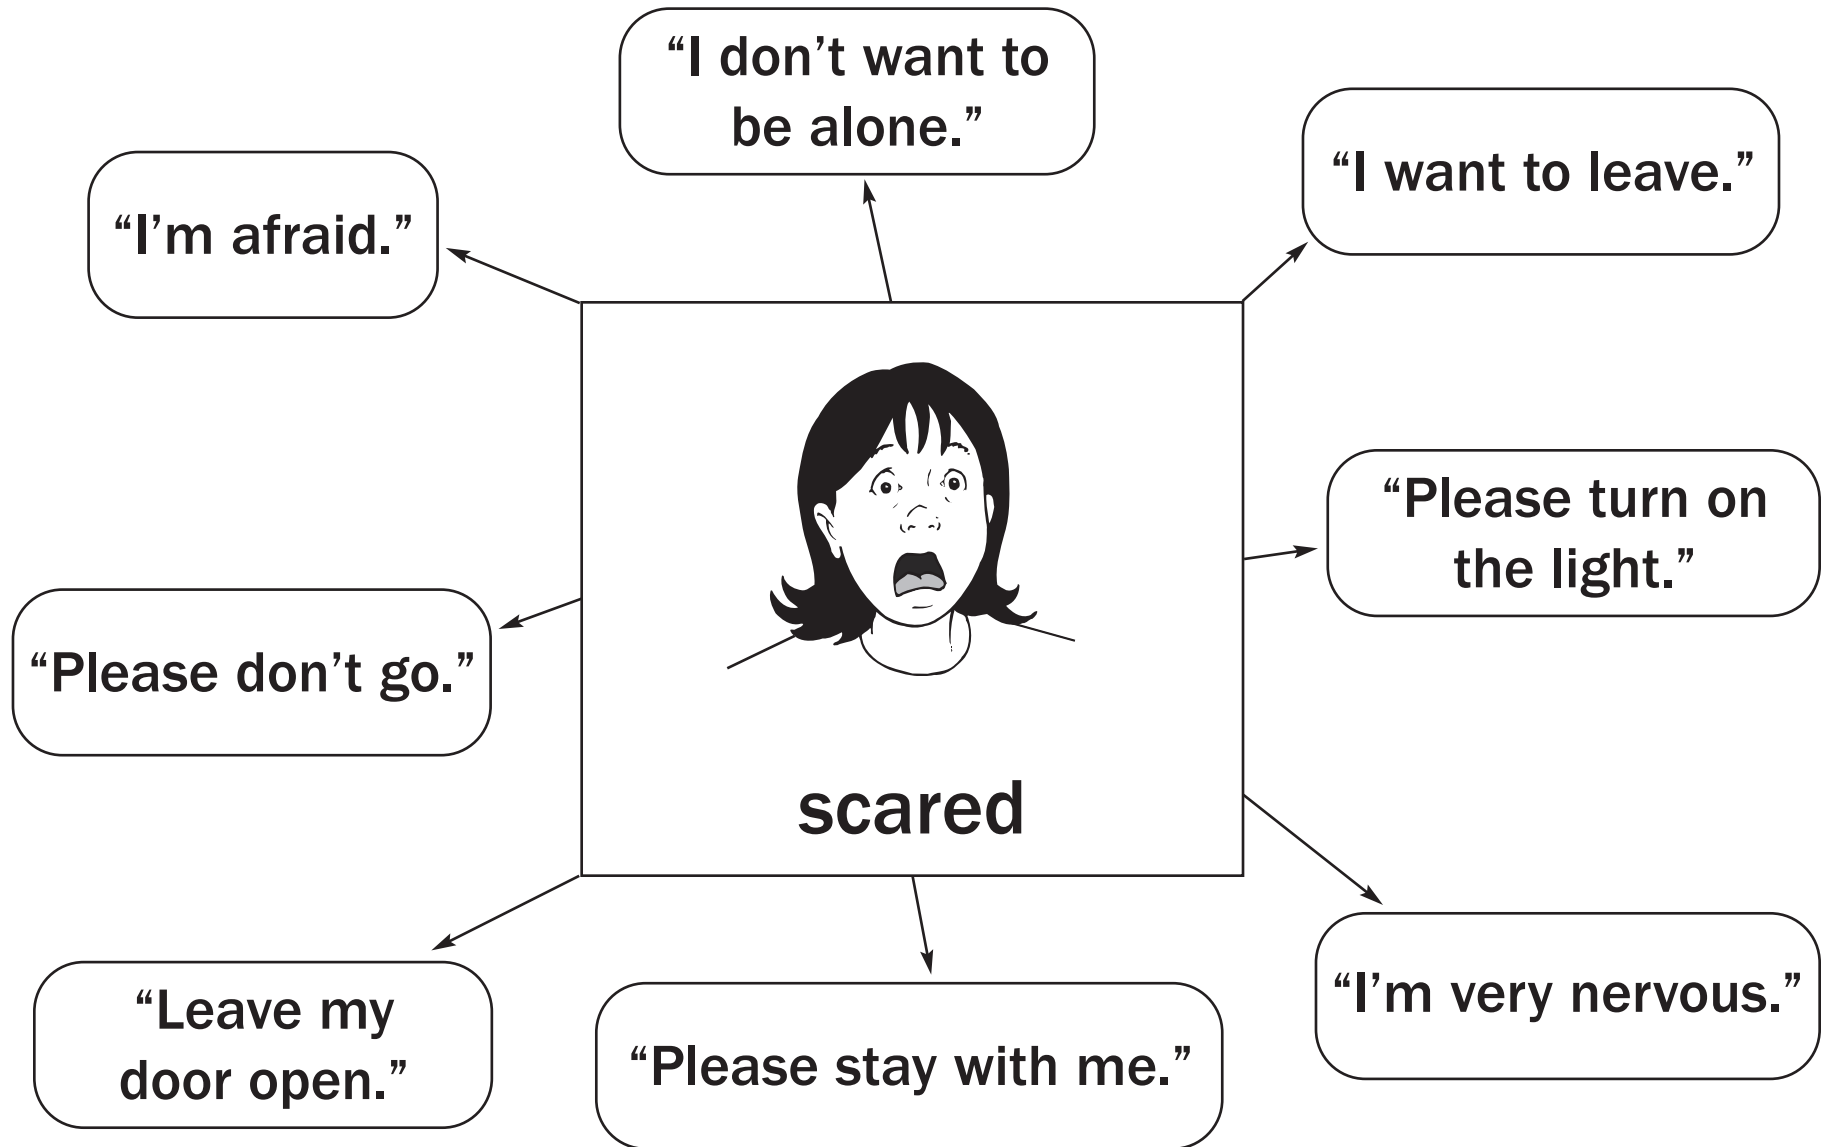 “I don’t want to
be alone.”
“I want to leave.”
“I’m afraid.”
“Please turn on
the light.”
“Please don’t go.”
scared
“I’m very nervous.”
“Leave my
door open.”
“Please stay with me.”